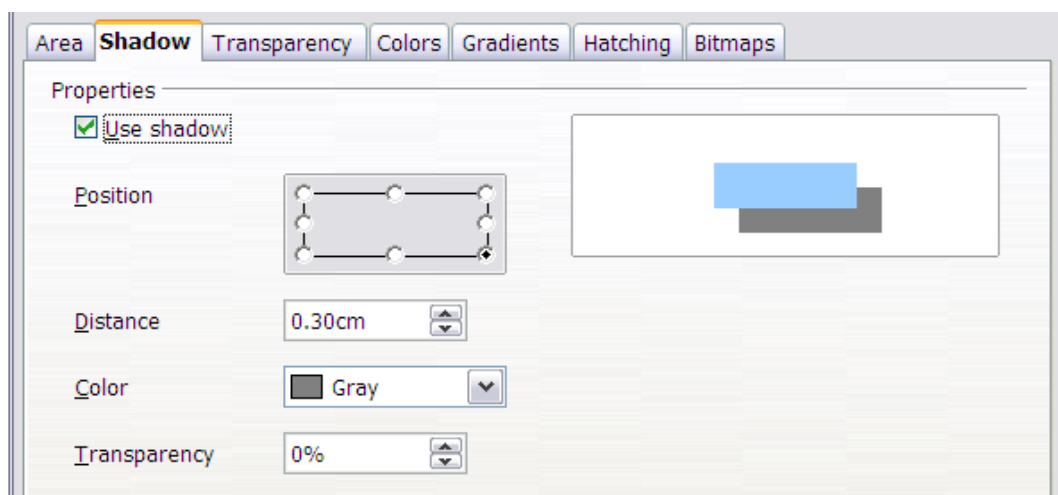 Area Shadow Transparency Colors Gradients Hatching Bitmaps
Properties
Use shadow
Position
Distance 0.30cm
Color Gray
Transparency 0%